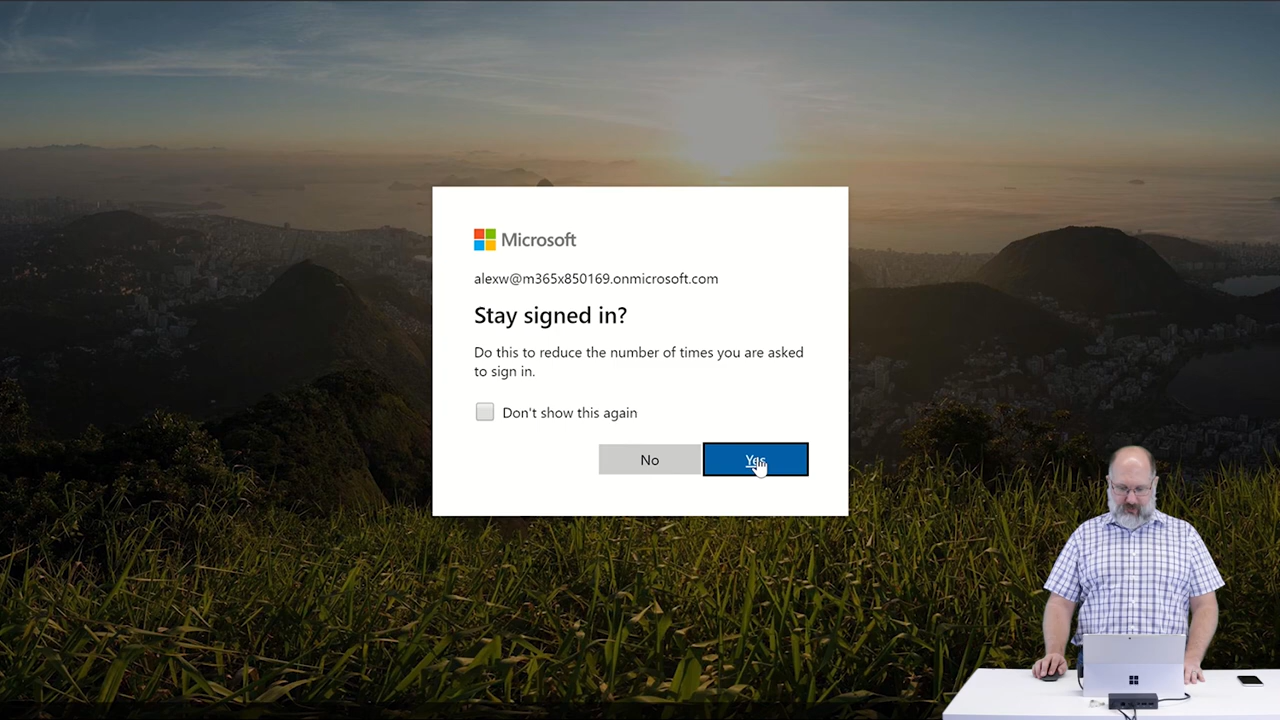 Microsoft
alexw@m365x850169.onmicrosoft.com
Stay signed in?
Do this to reduce the number of times you are asked
to sign in.
Don't show this again
No
Yes